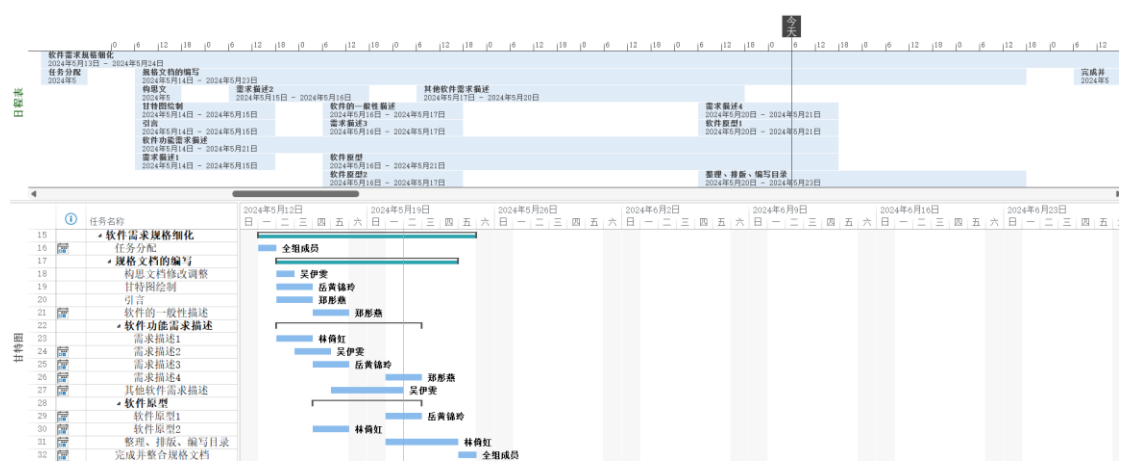 今天
0 6 12 18 0 6 12 18 0 6 12 18 0 6 12 18 0 6 12 18 0 6 12 18 0 6 12 18 0 6 12 18 0 6 12 18 0 6 12 18 0 6 12
日程表
软件需求规格细化
2024年5月13日 - 2024年5月24日
任务分配 规格文档的编写 完成并
2024年5 2024年5月14日 - 2024年5月23日 2024年5
构思文 需求描述2 其他软件需求描述
2024年5 2024年5月15日 - 2024年5月16日 2024年5月17日 - 2024年5月20日
甘特图绘制 软件的一般性描述 需求描述4
2024年5月14日 - 2024年5月15日 2024年5月16日 - 2024年5月17日 2024年5月20日 - 2024年5月21日
引言 需求描述3 软件原型1
2024年5月14日 - 2024年5月15日 2024年5月16日 - 2024年5月17日 2024年5月20日 - 2024年5月21日
软件功能需求描述
2024年5月14日 - 2024年5月21日
需求描述1 软件原型
2024年5月14日 - 2024年5月15日 2024年5月16日 - 2024年5月21日
软件原型2 整理、排版、编写目录
2024年5月16日 - 2024年5月17日 2024年5月20日 - 2024年5月23日
2024年5月12日 2024年5月19日 2024年5月26日 2024年6月2日 2024年6月9日 2024年6月16日 2024年6月23日
任务名称 日 一 二 三 四 五 六 日 一 二 三 四 五 六 日 一 二 三 四 五 六 日 一 二 三 四 五 六 日 一 二 三 四 五 六 日 一 二 三 四 五 六 日 一 二 三 四 五
甘特图
15 软件需求规格细化
16 任务分配 全组成员
17 规格文档的编写
18 构思文档修改调整 吴伊雯
19 甘特图绘制 岳黄锦玲
20 引言 郑彤燕
21 软件的一般性描述 郑彤燕
22 软件功能需求描述
23 需求描述1 林倚虹
24 需求描述2 吴伊雯
25 需求描述3 岳黄锦玲
26 需求描述4 郑彤燕
27 其他软件需求描述 吴伊雯
28 软件原型
29 软件原型1 岳黄锦玲
30 软件原型2 林倚虹
31 整理、排版、编写目录 林倚虹
32 完成并整合规格文档 全组成员